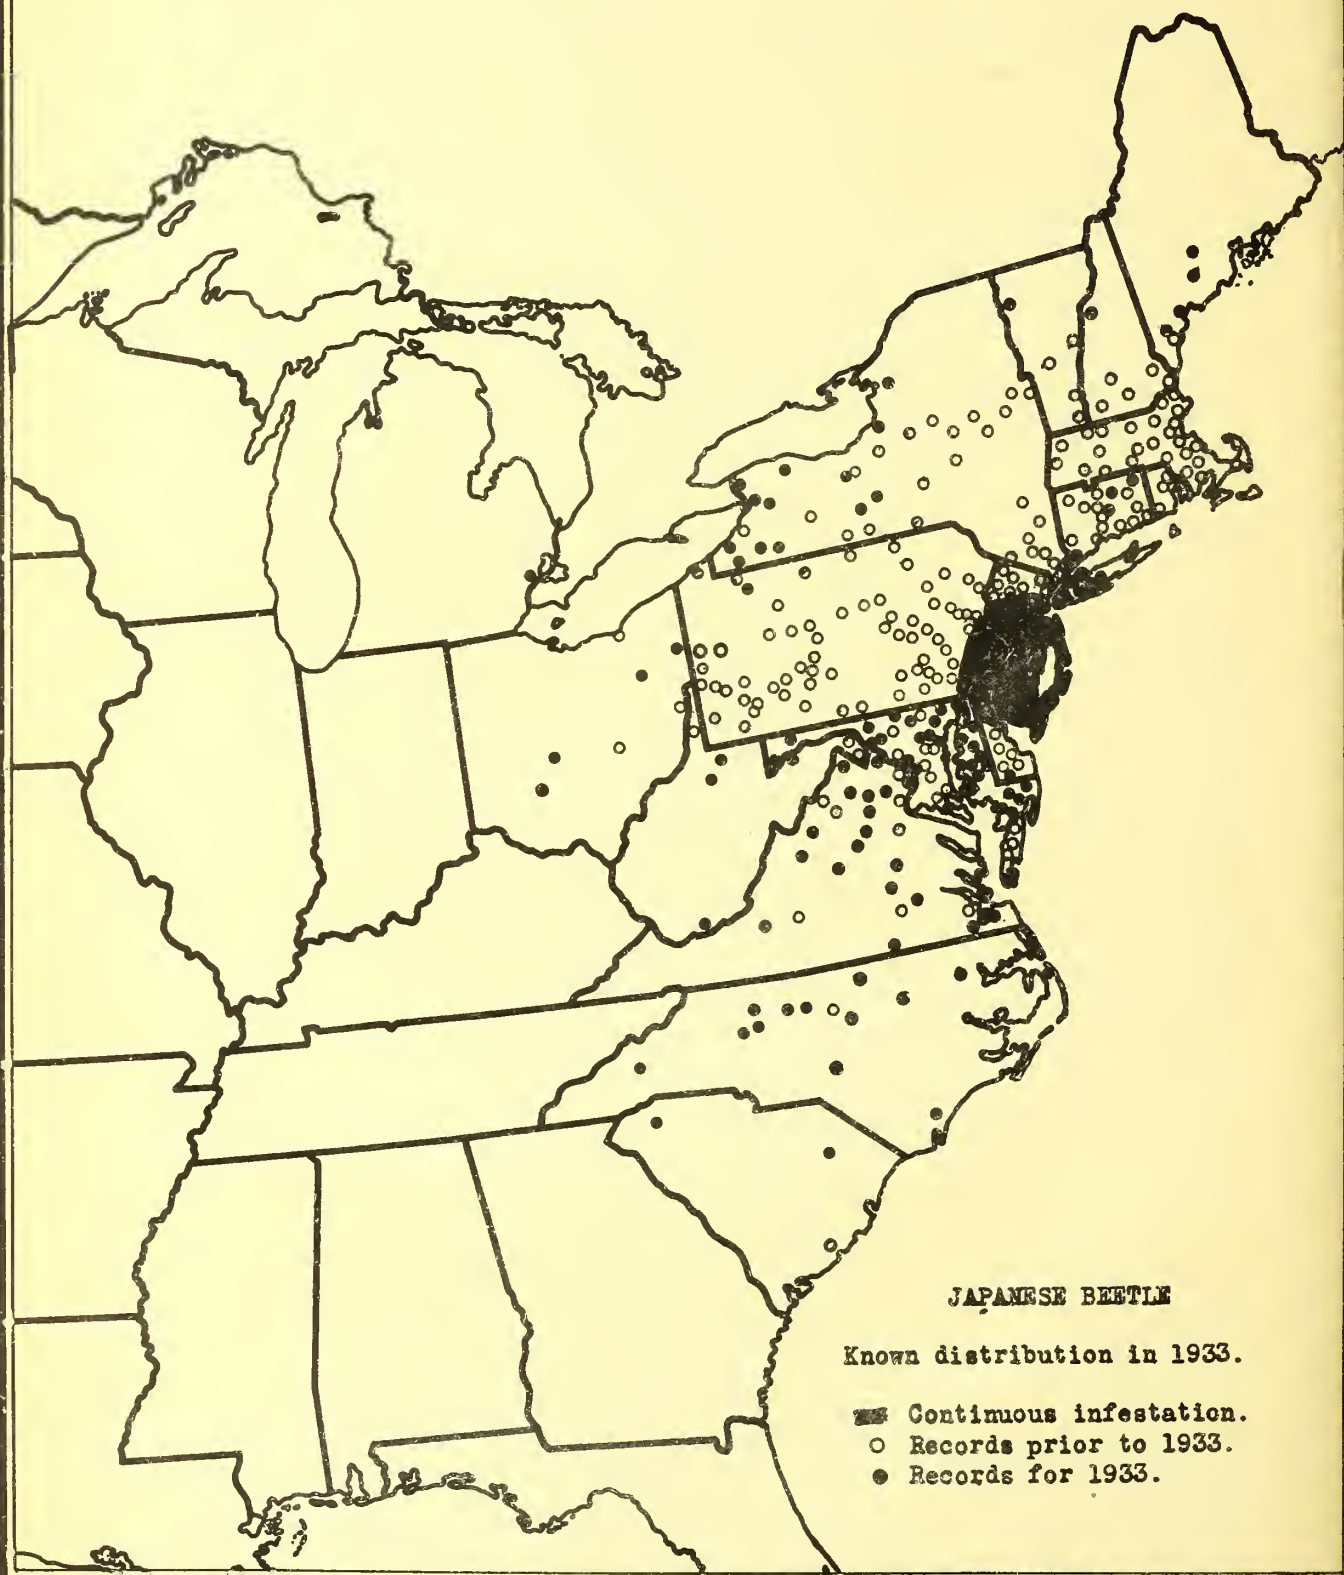 JAPANESE BEETLE
Known distribution in 1933.
Continuous infestation.
Records prior to 1933.
Records for 1933.